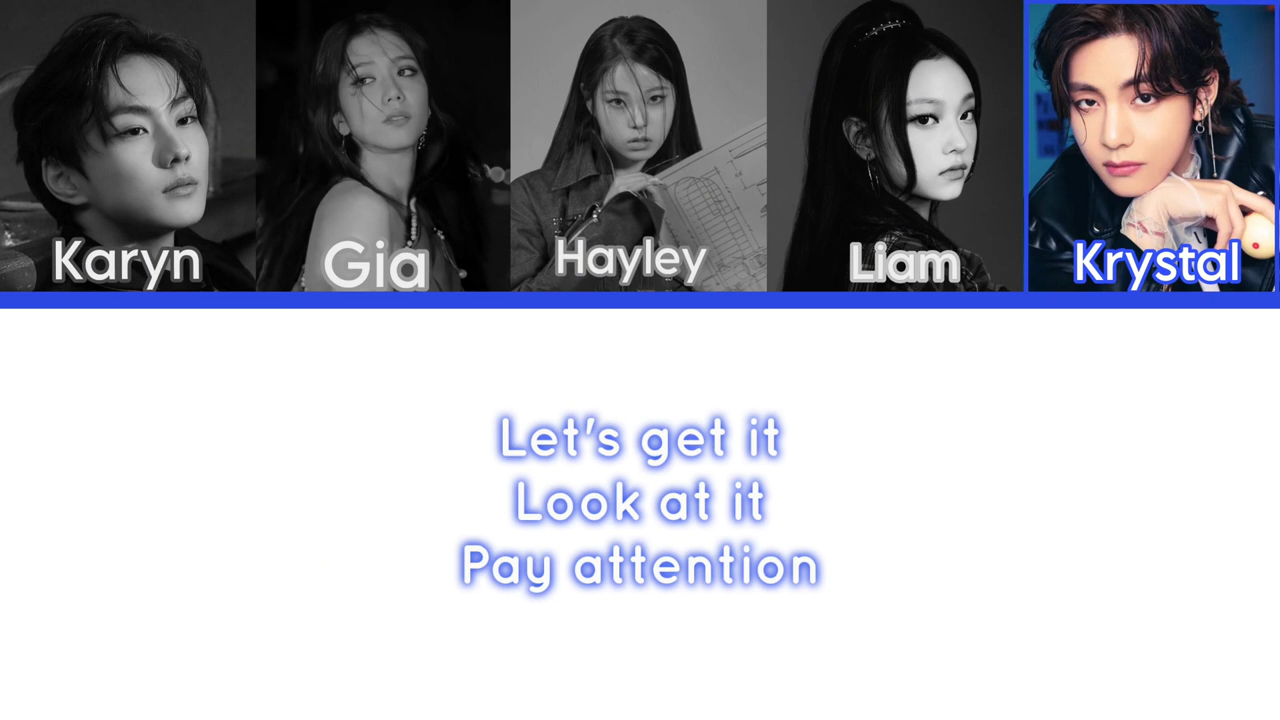 Karyn
Gia
Hayley
Liam
Krystal
Let's get it
Look at it
Pay attention